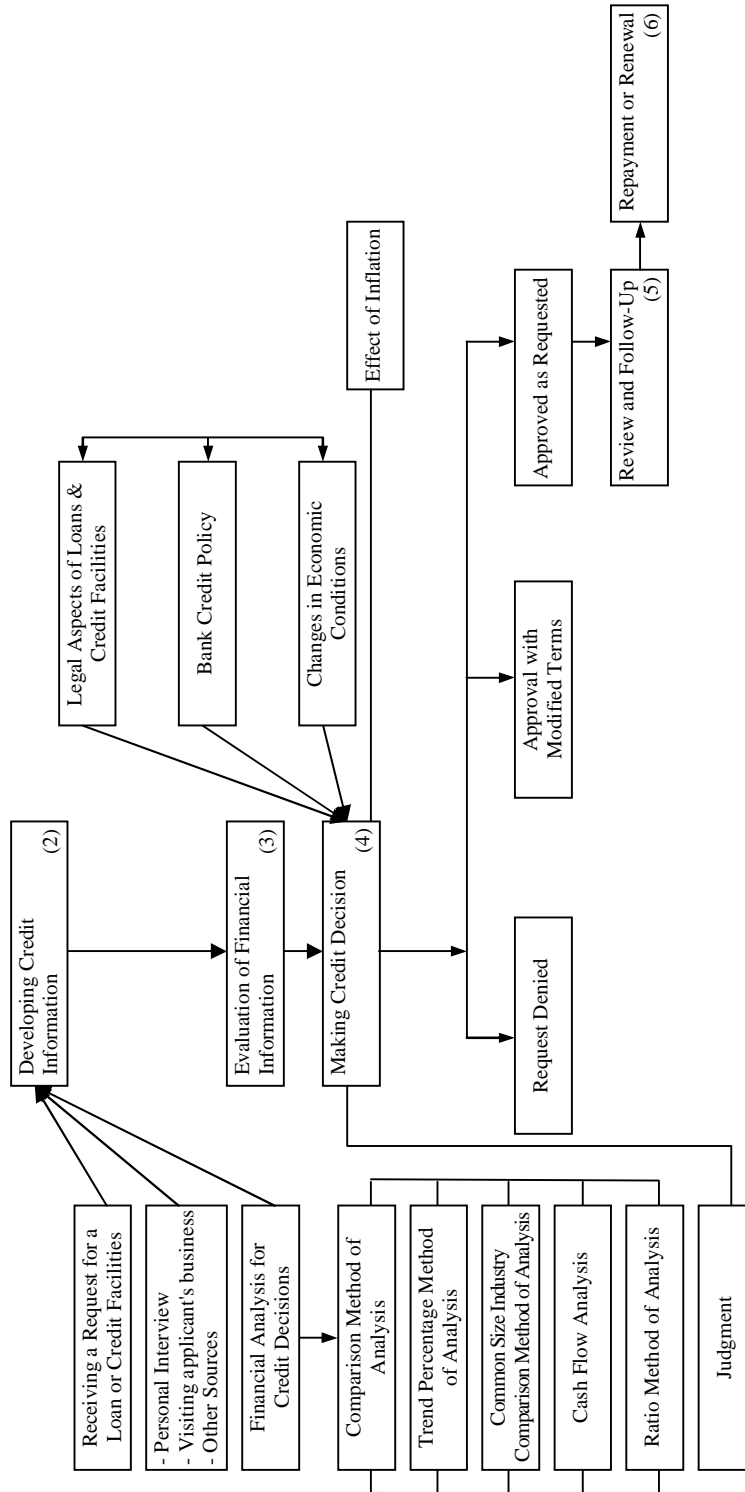 Receiving a Request for a
Loan or Credit Facilities
- Personal Interview
- Visiting applicant's business
- Other Sources
Financial Analysis for
Credit Decisions
Comparison Method of
Analysis
Trend Percentage Method
of Analysis
Common Size Industry
Comparison Method of Analysis
Cash Flow Analysis
Ratio Method of Analysis
Judgment
Developing Credit
Information
(2)
Evaluation of Financial
Information
(3)
Making Credit Decision
(4)
Legal Aspects of Loans &
Credit Facilities
Bank Credit Policy
Changes in Economic
Conditions
Effect of Inflation
Request Denied
Approval with
Modified Terms
Approved as Requested
Review and Follow-Up
(5)
Repayment or Renewal
(6)